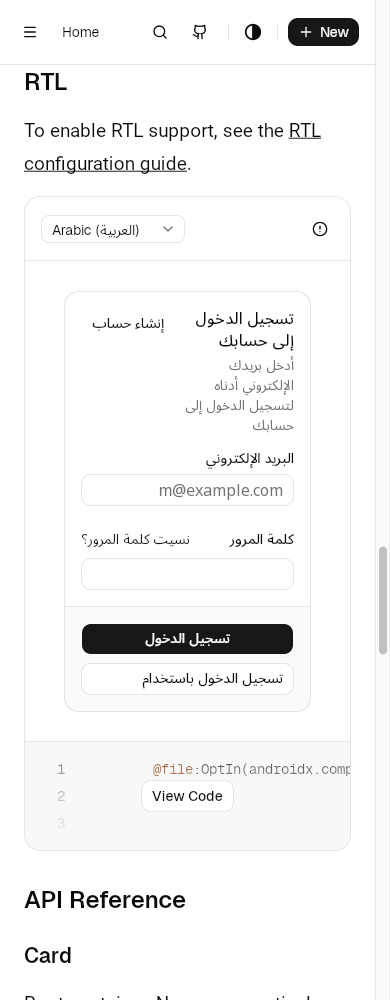 Home
New
RTL
To enable RTL support, see the RTL
configuration guide.
Arabic (العربية)
تسجيل الدخول
إلى حسابك
إنشاء حساب
أدخل بريدك
الإلكتروني أدناه
لتسجيل الدخول إلى
حسابك
البريد الإلكتروني
m@example.com
كلمة المرور
نسيت كلمة المرور؟
تسجيل الدخول
تسجيل الدخول باستخدام
1 @file:OptIn(androidx.comp
2
View Code
3
API Reference
Card